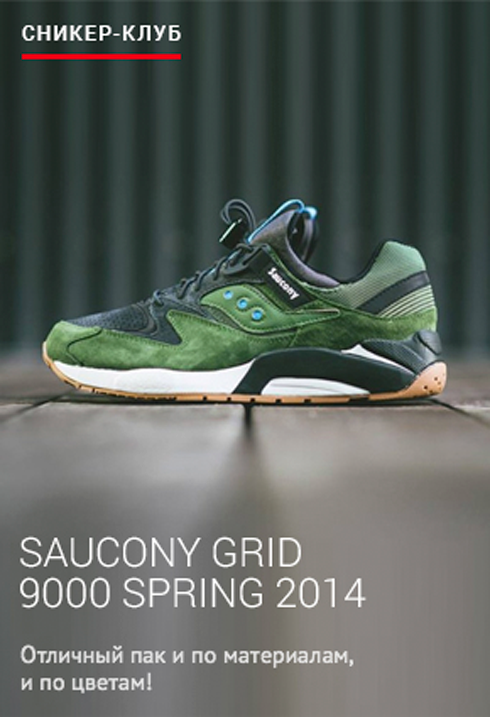 СНИКЕР-КЛУБ
Saucony
SAUCONY GRID
9000 SPRING 2014
Отличный пак и по материалам,
и по цветам!